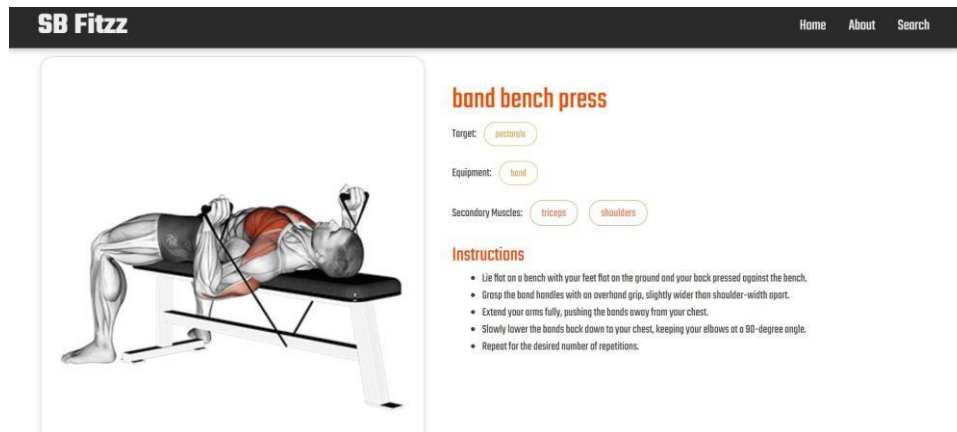 SB Fitzz
Home About Search
band bench press
Target: pectorals
Equipment: band
Secondary Muscles: triceps shoulders
Instructions
• Lie flat on a bench with your feet flat on the ground and your back pressed against the bench.
• Grasp the band handles with an overhand grip, slightly wider than shoulder-width apart.
• Extend your arms fully, pushing the bands away from your chest.
• Slowly lower the bands back down to your chest, keeping your elbows at a 90-degree angle.
• Repeat for the desired number of repetitions.